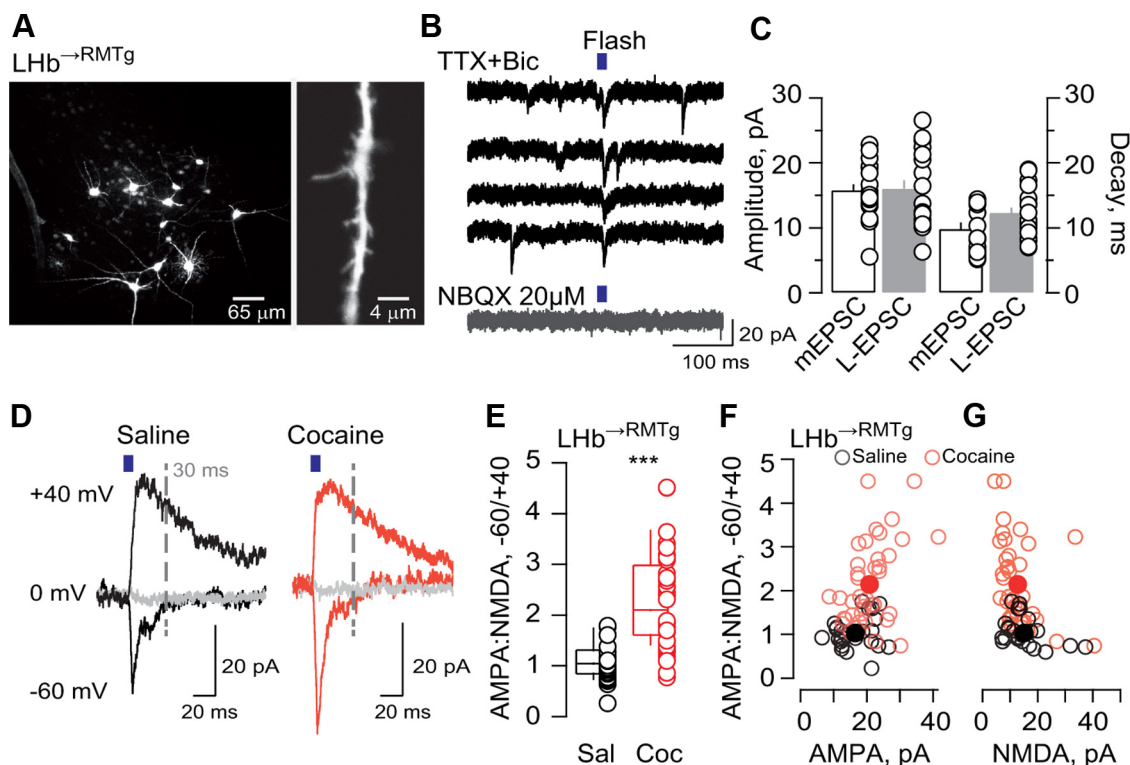 A
LHb→RMTg
65 µm
4 µm
B
Flash
TTX+Bic
NBQX 20µM
20 pA
100 ms
C
30
20
10
0
Amplitude, pA
30
20
10
0
Decay, ms
mEPSC
L-EPSC
mEPSC
L-EPSC
D
Saline
Cocaine
30 ms
+40 mV
0 mV
-60 mV
20 pA
20 ms
20 pA
20 ms
E
LHb→RMTg
***
AMPA:NMDA, -60/+40
5
4
3
2
1
0
Sal
Coc
F
G
LHb→RMTg
Saline
Cocaine
AMPA:NMDA, -60/+40
5
4
3
2
1
0
0 20 40
AMPA, pA
0 20 40
NMDA, pA